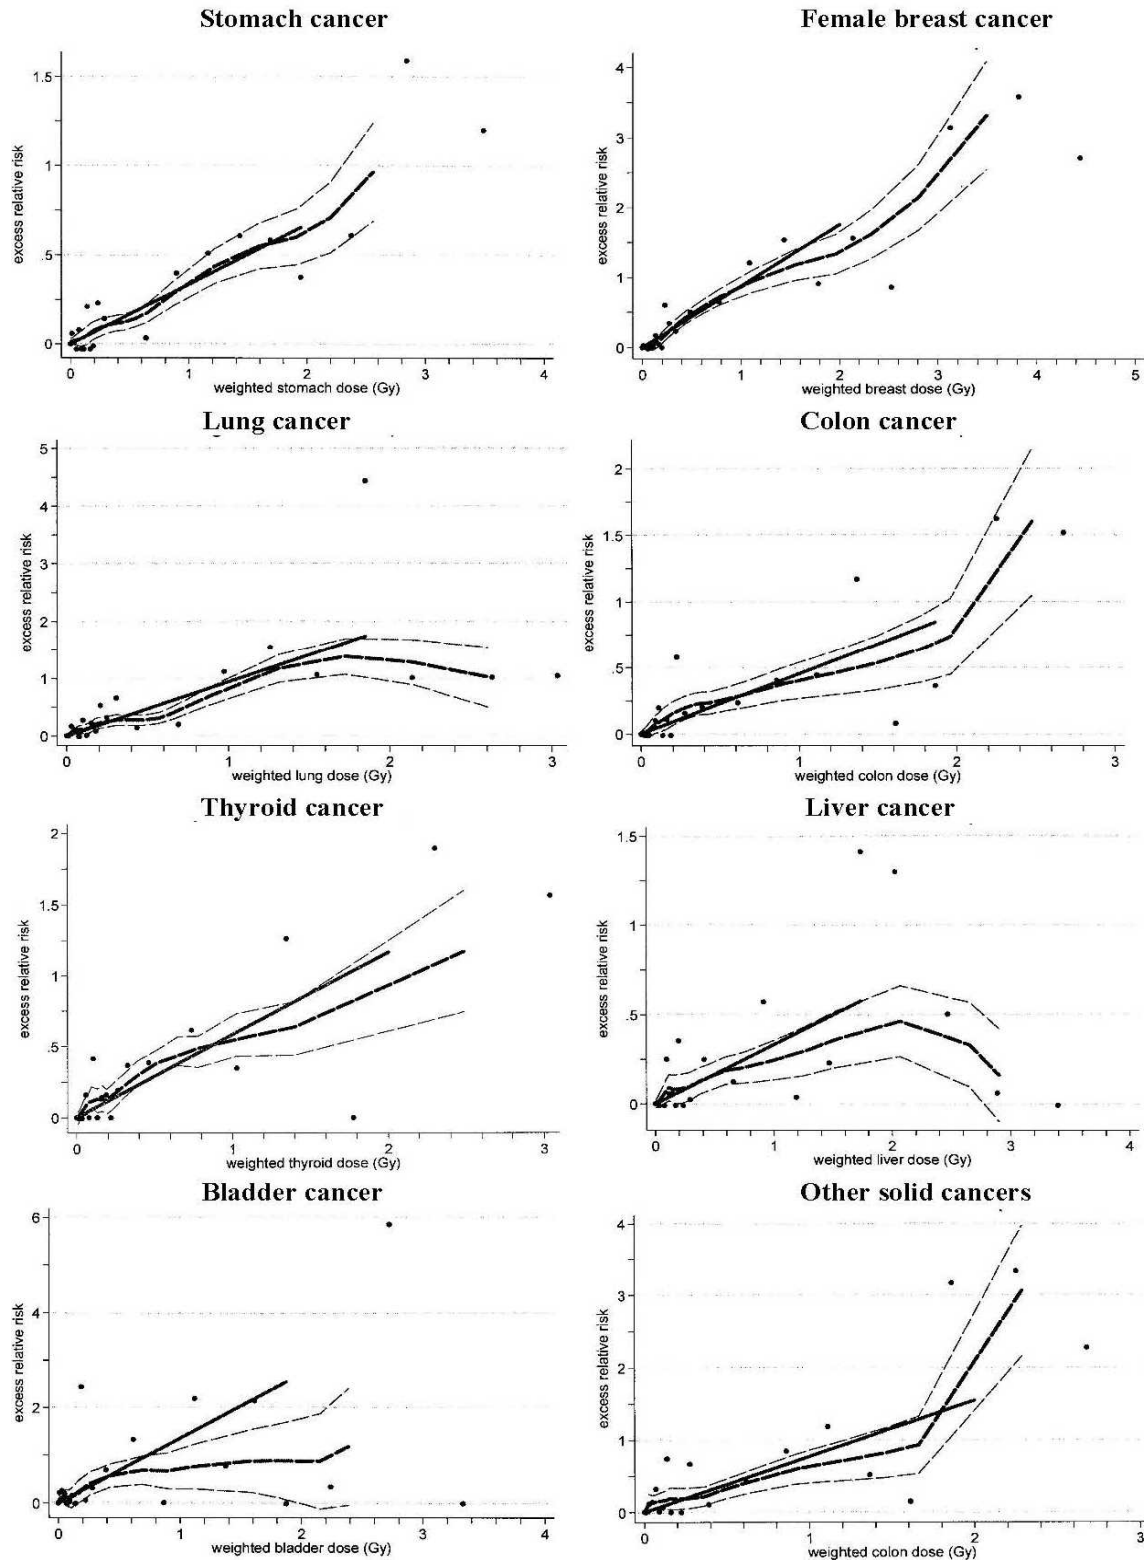 Stomach cancer
excess relative risk
1.5
1
.5
0
0 1 2 3 4
weighted stomach dose (Gy)
Female breast cancer
excess relative risk
4
3
2
1
0
0 1 2 3 4 5
weighted breast dose (Gy)
Lung cancer
excess relative risk
5
4
3
2
1
0
0 1 2 3
weighted lung dose (Gy)
Colon cancer
excess relative risk
2
1.5
1
.5
0
0 1 2 3
weighted colon dose (Gy)
Thyroid cancer
excess relative risk
2
1.5
1
.5
0
0 1 2 3
weighted thyroid dose (Gy)
Liver cancer
excess relative risk
1.5
1
.5
0
0 1 2 3 4
weighted liver dose (Gy)
Bladder cancer
excess relative risk
6
4
2
0
0 1 2 3 4
weighted bladder dose (Gy)
Other solid cancers
excess relative risk
4
3
2
1
0
0 1 2 3
weighted colon dose (Gy)